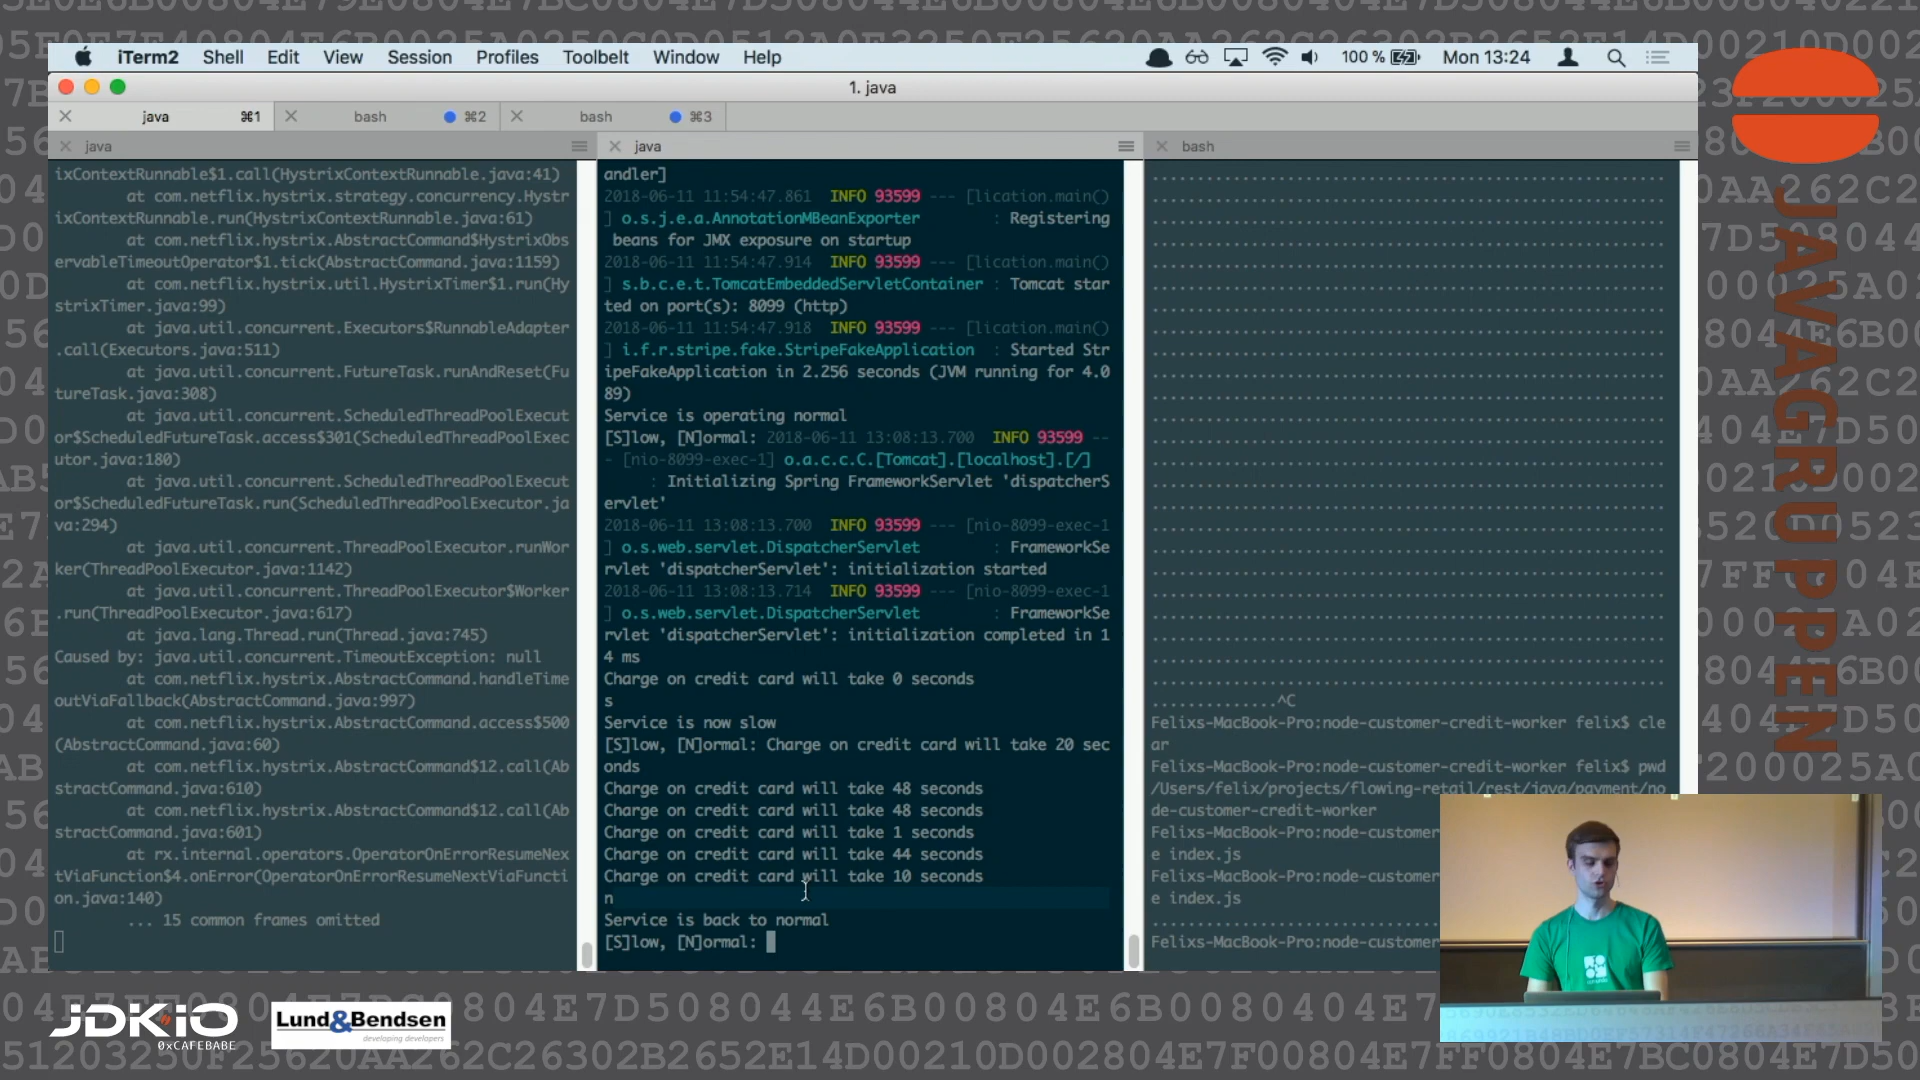 iTerm2 Shell Edit View Session Profiles Toolbelt Window Help 100 % Mon 13:24
1. java
java ⌘1 bash ⌘2 bash ⌘3
java
ixContextRunnable$1.call(HystrixContextRunnable.java:41)
at com.netflix.hystrix.strategy.concurrency.Hystr
ixContextRunnable.run(HystrixContextRunnable.java:61)
at com.netflix.hystrix.AbstractCommand$HystrixObs
ervableTimeoutOperator$1.tick(AbstractCommand.java:1159)
at com.netflix.hystrix.util.HystrixTimer$1.run(Hy
strixTimer.java:99)
at java.util.concurrent.Executors$RunnableAdapter
.call(Executors.java:511)
at java.util.concurrent.FutureTask.runAndReset(Fu
tureTask.java:308)
at java.util.concurrent.ScheduledThreadPoolExecut
or$ScheduledFutureTask.access$301(ScheduledThreadPoolExec
utor.java:180)
at java.util.concurrent.ScheduledThreadPoolExecut
or$ScheduledFutureTask.run(ScheduledThreadPoolExecutor.ja
va:294)
at java.util.concurrent.ThreadPoolExecutor.runWor
ker(ThreadPoolExecutor.java:1142)
at java.util.concurrent.ThreadPoolExecutor$Worker
.run(ThreadPoolExecutor.java:617)
at java.lang.Thread.run(Thread.java:745)
Caused by: java.util.concurrent.TimeoutException: null
at com.netflix.hystrix.AbstractCommand.handleTime
outViaFallback(AbstractCommand.java:997)
at com.netflix.hystrix.AbstractCommand.access$500
(AbstractCommand.java:60)
at com.netflix.hystrix.AbstractCommand$12.call(Ab
stractCommand.java:610)
at com.netflix.hystrix.AbstractCommand$12.call(Ab
stractCommand.java:601)
at rx.internal.operators.OperatorOnErrorResumeNex
tViaFunction$4.onError(OperatorOnErrorResumeNextViaFuncti
on.java:140)
... 15 common frames omitted
java
andler]
2018-06-11 11:54:47.861 INFO 93599 --- [lication.main()
] o.s.j.e.a.AnnotationMBeanExporter : Registering
beans for JMX exposure on startup
2018-06-11 11:54:47.914 INFO 93599 --- [lication.main()
] s.b.c.e.t.TomcatEmbeddedServletContainer : Tomcat star
ted on port(s): 8099 (http)
2018-06-11 11:54:47.918 INFO 93599 --- [lication.main()
] i.f.r.stripe.fake.StripeFakeApplication : Started Str
ipeFakeApplication in 2.256 seconds (JVM running for 4.0
89)
Service is operating normal
[S]low, [N]ormal: 2018-06-11 13:08:13.700 INFO 93599 --
- [nio-8099-exec-1] o.a.c.c.C.[Tomcat].[localhost].[/]
: Initializing Spring FrameworkServlet 'dispatcherS
ervlet'
2018-06-11 13:08:13.700 INFO 93599 --- [nio-8099-exec-1
] o.s.web.servlet.DispatcherServlet : FrameworkSe
rvlet 'dispatcherServlet': initialization started
2018-06-11 13:08:13.714 INFO 93599 --- [nio-8099-exec-1
] o.s.web.servlet.DispatcherServlet : FrameworkSe
rvlet 'dispatcherServlet': initialization completed in 1
4 ms
Charge on credit card will take 0 seconds
s
Service is now slow
[S]low, [N]ormal: Charge on credit card will take 20 sec
onds
Charge on credit card will take 48 seconds
Charge on credit card will take 48 seconds
Charge on credit card will take 1 seconds
Charge on credit card will take 44 seconds
Charge on credit card will take 10 seconds
n
Service is back to normal
[S]low, [N]ormal:
bash
.............^C
Felixs-MacBook-Pro:node-customer-credit-worker felix$ cle
ar
Felixs-MacBook-Pro:node-customer-credit-worker felix$ pwd
/Users/felix/projects/flowing-retail/rest/java/payment/no
de-customer-credit-worker
Felixs-MacBook-Pro:node-custome
e index.js
Felixs-MacBook-Pro:node-custome
e index.js
Felixs-MacBook-Pro:node-custome
JAVAGRUPPEN
JDKIO
0xCAFEBABE
Lund&Bendsen
developing developers